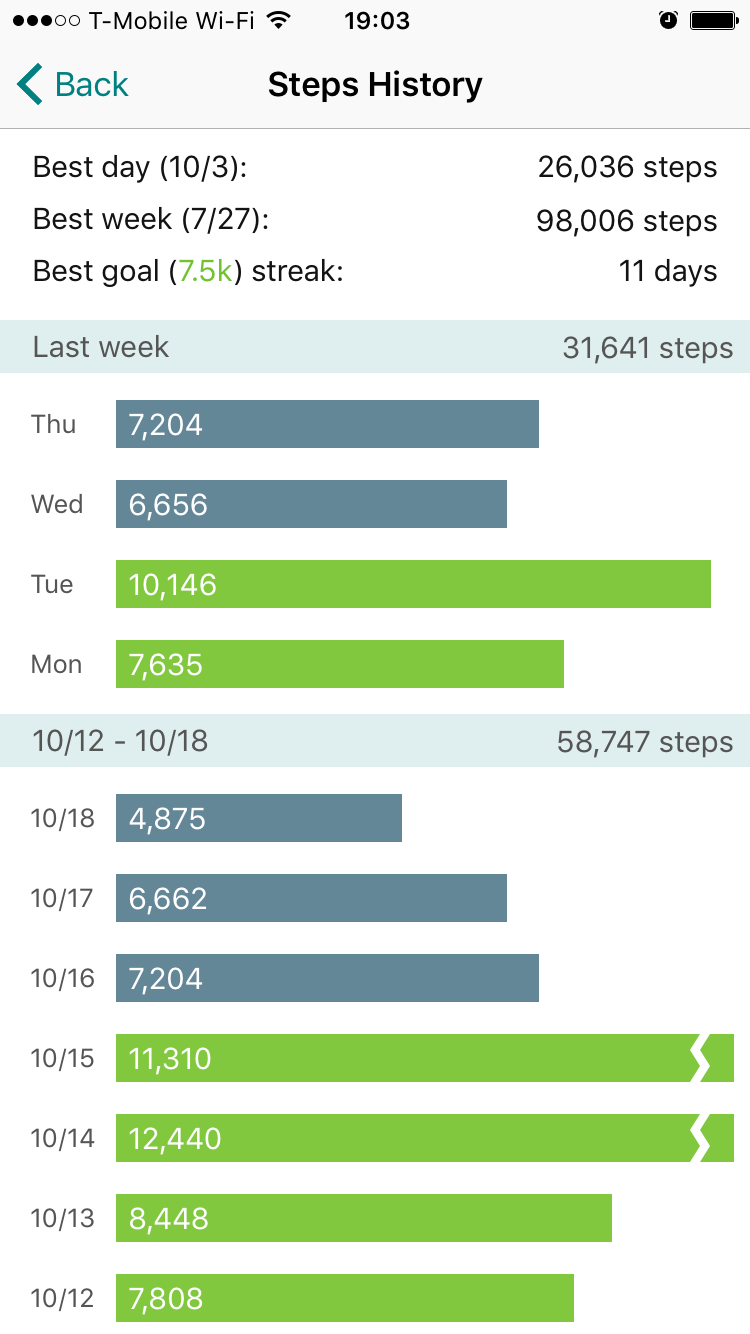 T-Mobile Wi-Fi 19:03
Back Steps History
Best day (10/3): 26,036 steps
Best week (7/27): 98,006 steps
Best goal (7.5k) streak: 11 days
Last week 31,641 steps
Thu 7,204
Wed 6,656
Tue 10,146
Mon 7,635
10/12 - 10/18 58,747 steps
10/18 4,875
10/17 6,662
10/16 7,204
10/15 11,310
10/14 12,440
10/13 8,448
10/12 7,808